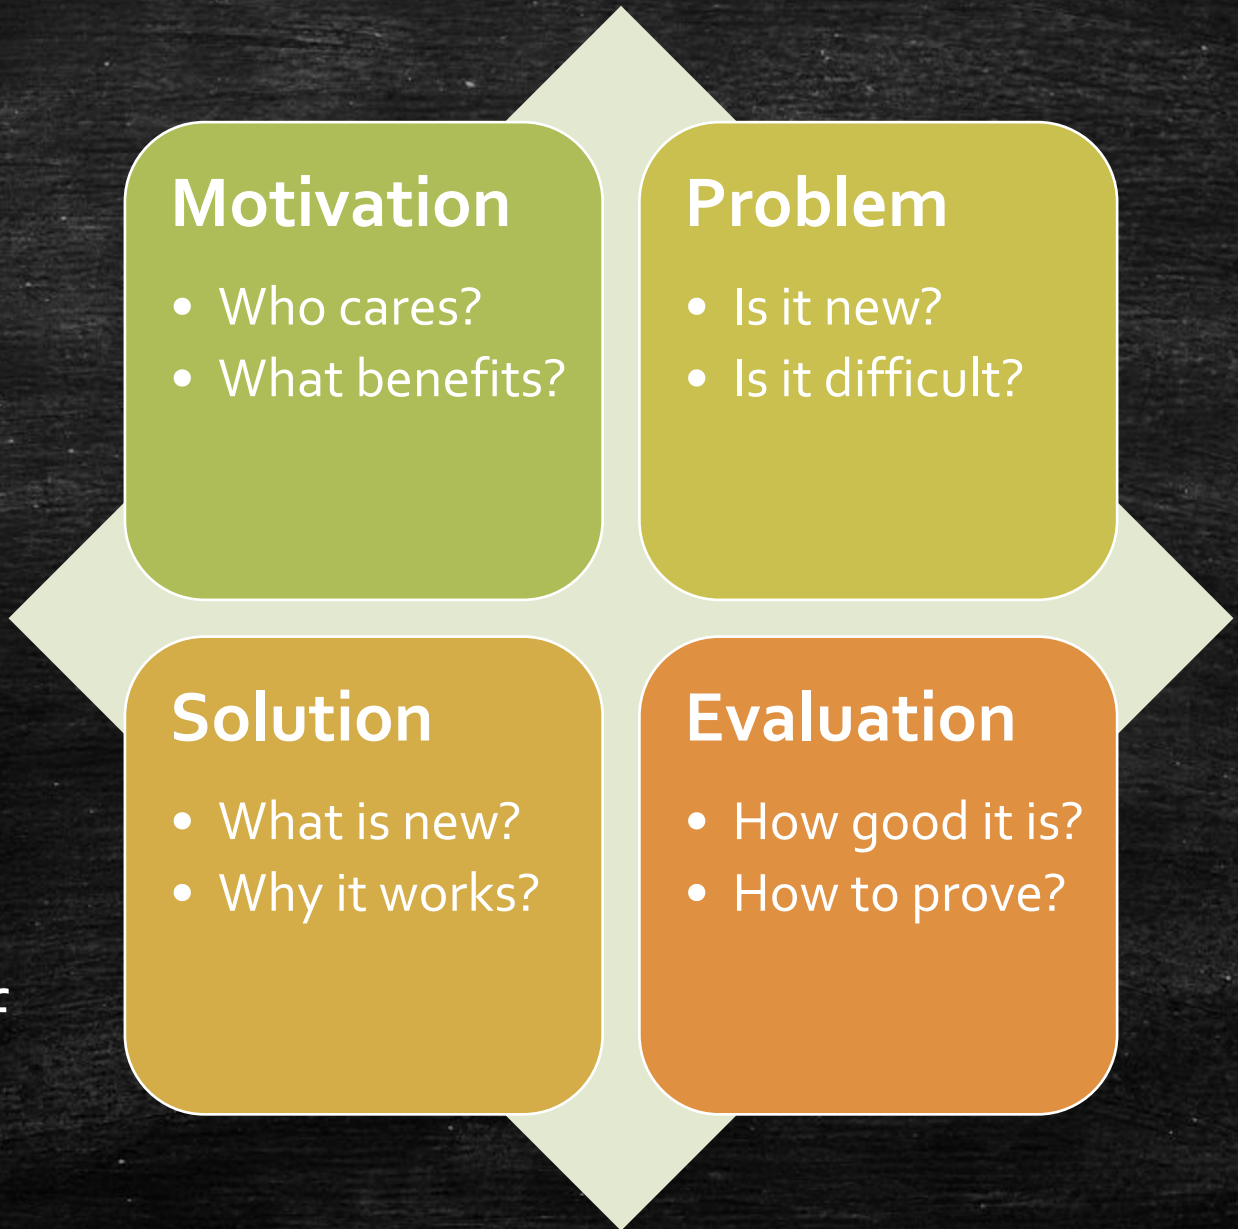 Motivation
• Who cares?
• What benefits?
Problem
• Is it new?
• Is it difficult?
Solution
• What is new?
• Why it works?
Evaluation
• How good it is?
• How to prove?